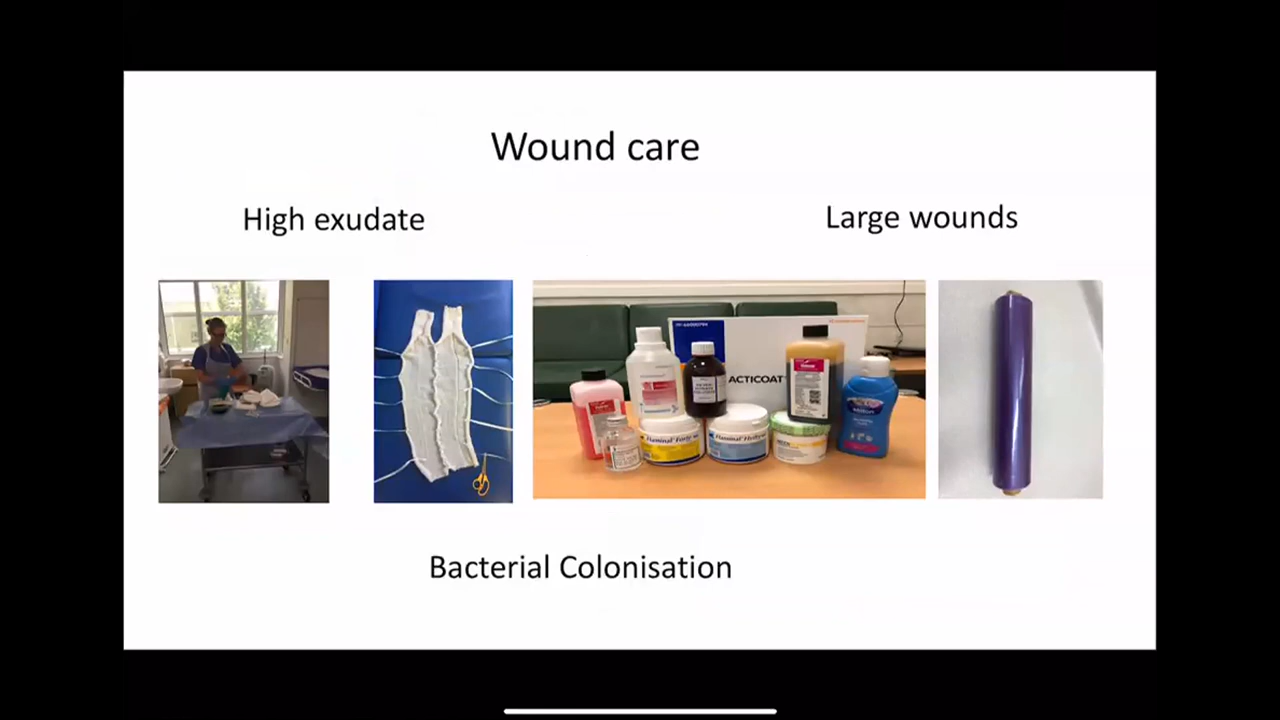 Wound care
High exudate
Large wounds
ACTICOAT
Flaminal Forte
Flaminal Hydro
Bacterial Colonisation